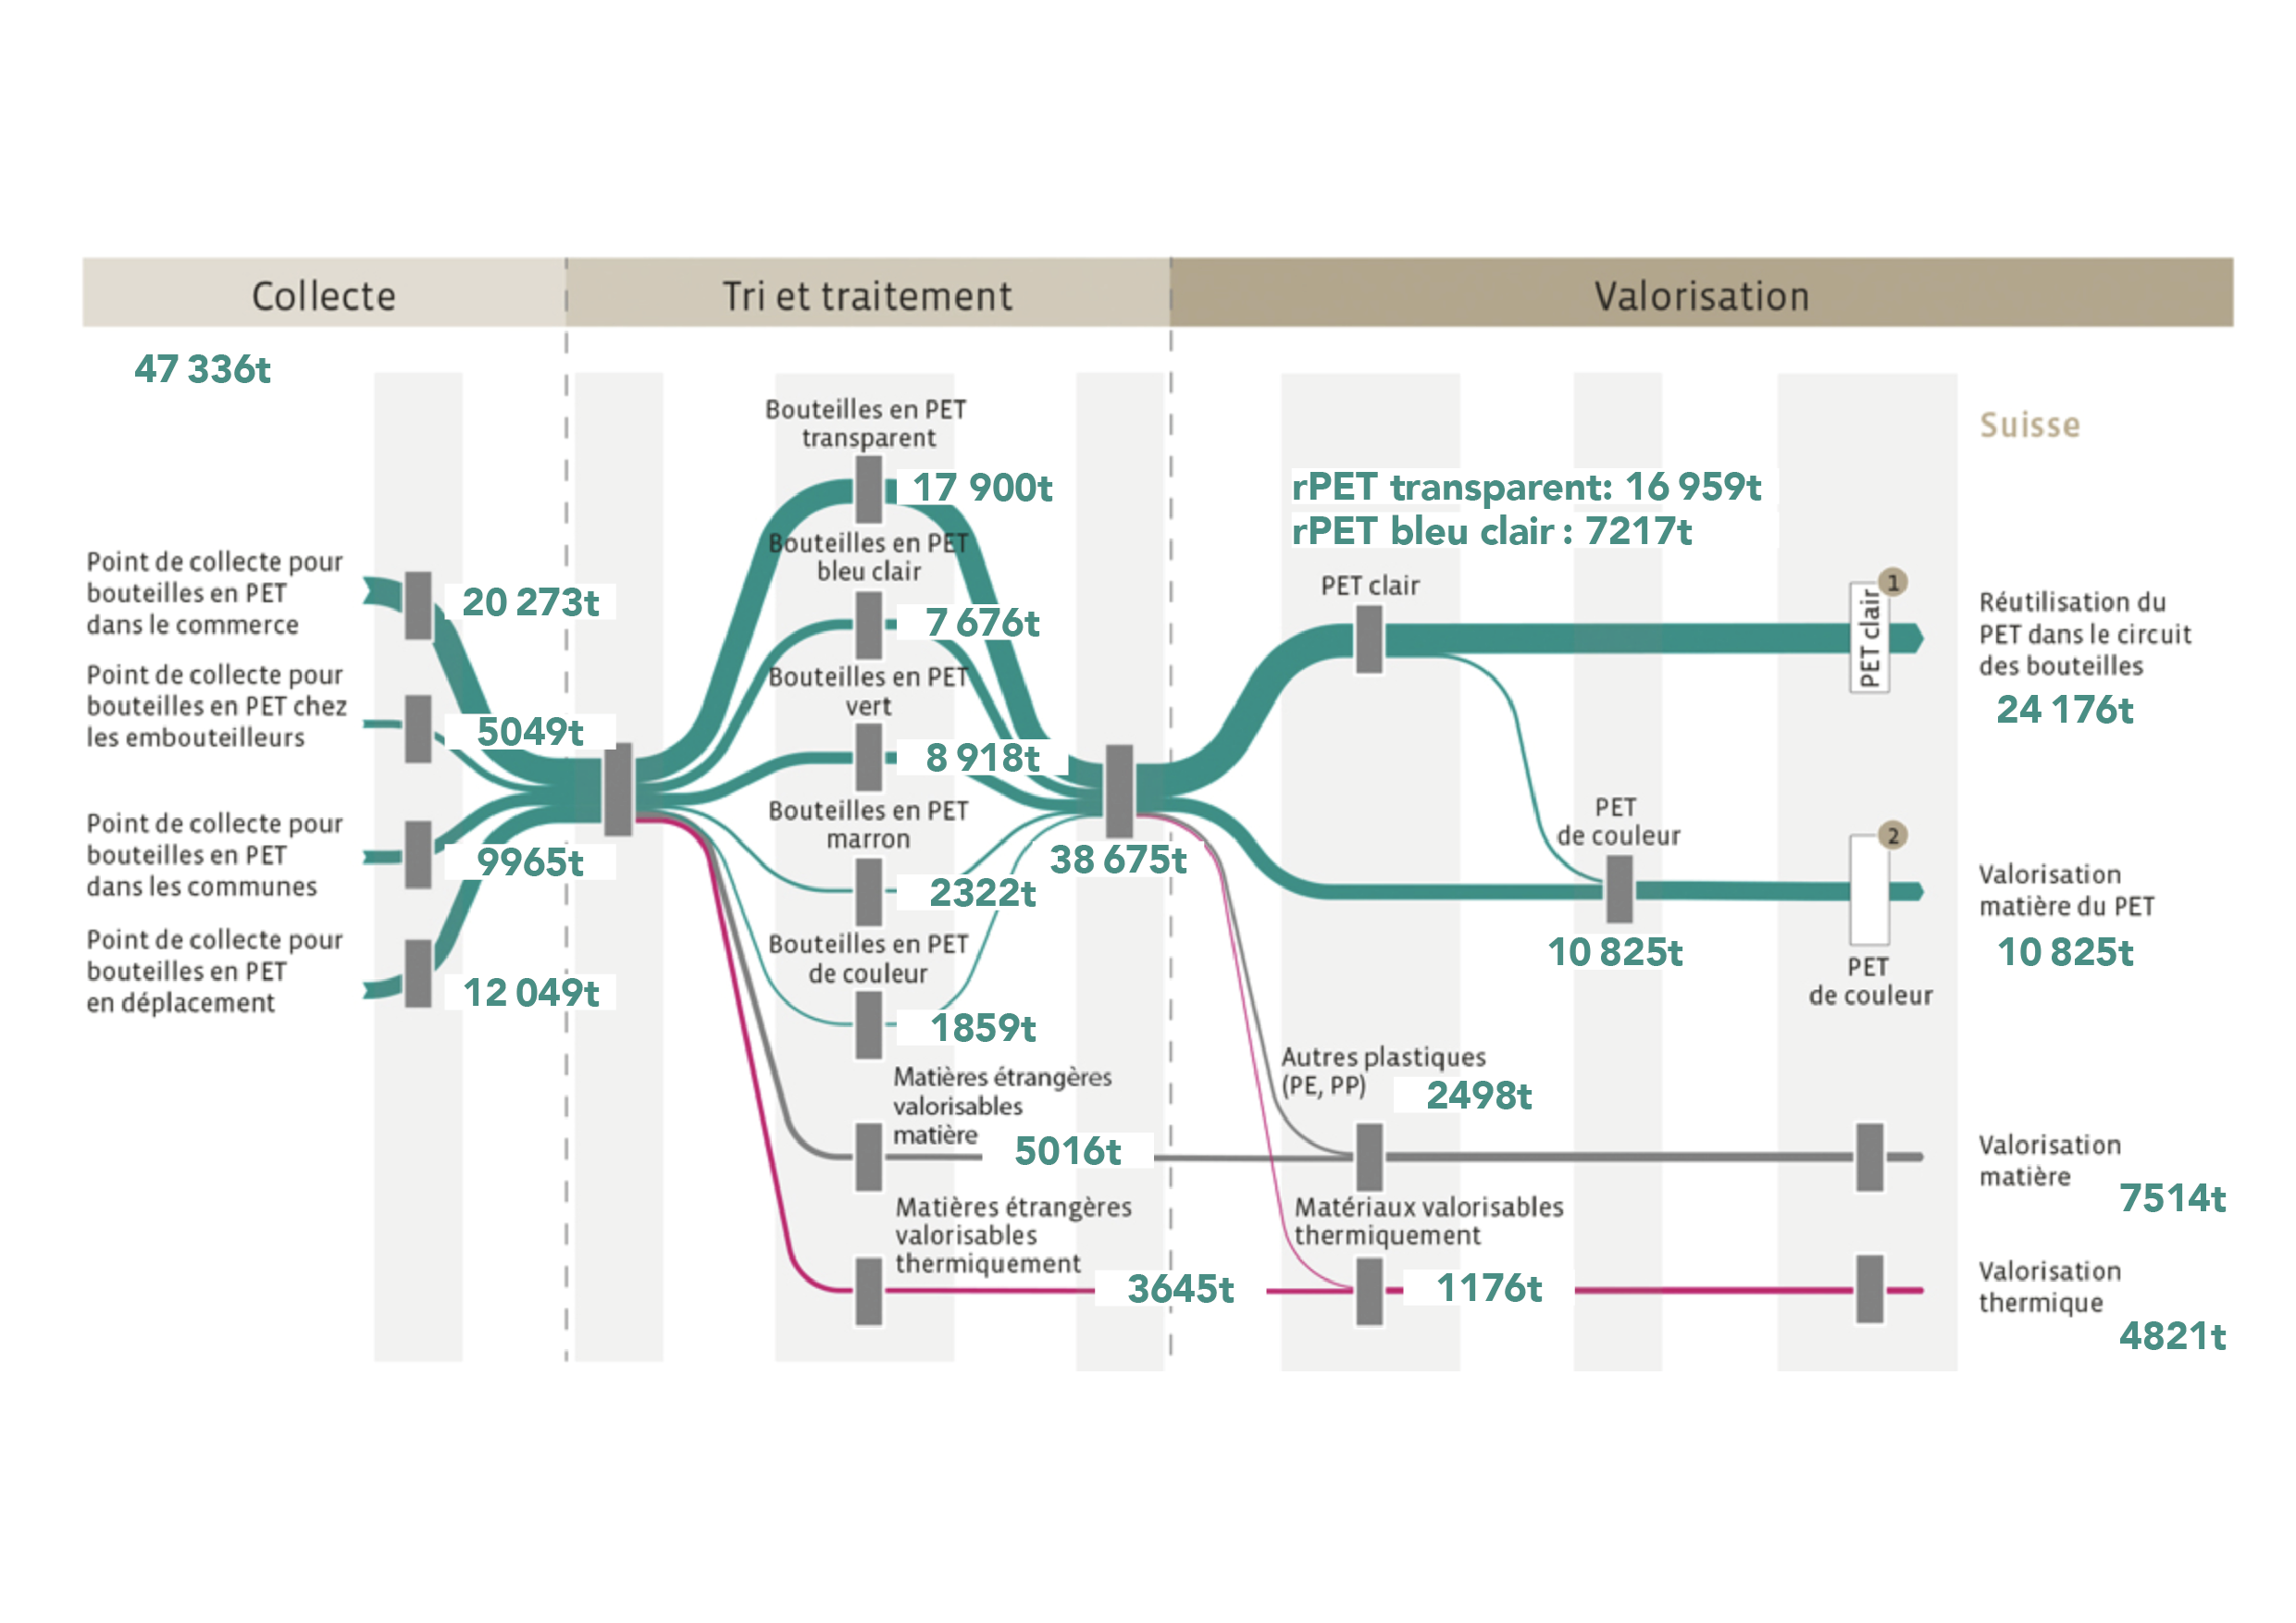 Collecte
Tri et traitement
Valorisation
47 336t
Suisse
Point de collecte pour
bouteilles en PET
dans le commerce
20 273t
Point de collecte pour
bouteilles en PET chez
les embouteilleurs
5049t
Point de collecte pour
bouteilles en PET
dans les communes
9965t
Point de collecte pour
bouteilles en PET
en déplacement
12 049t
Bouteilles en PET
transparent
17 900t
Bouteilles en PET
bleu clair
7 676t
Bouteilles en PET
vert
8 918t
Bouteilles en PET
marron
2322t
Bouteilles en PET
de couleur
1859t
Matières étrangères
valorisables
matière
5016t
Matières étrangères
valorisables
thermiquement
3645t
38 675t
rPET transparent: 16 959t
rPET bleu clair : 7217t
PET clair
PET
de couleur
10 825t
Autres plastiques
(PE, PP)
2498t
Matériaux valorisables
thermiquement
1176t
PET clair
1
2
PET
de couleur
Réutilisation du
PET dans le circuit
des bouteilles
24 176t
Valorisation
matière du PET
10 825t
Valorisation
matière
7514t
Valorisation
thermique
4821t